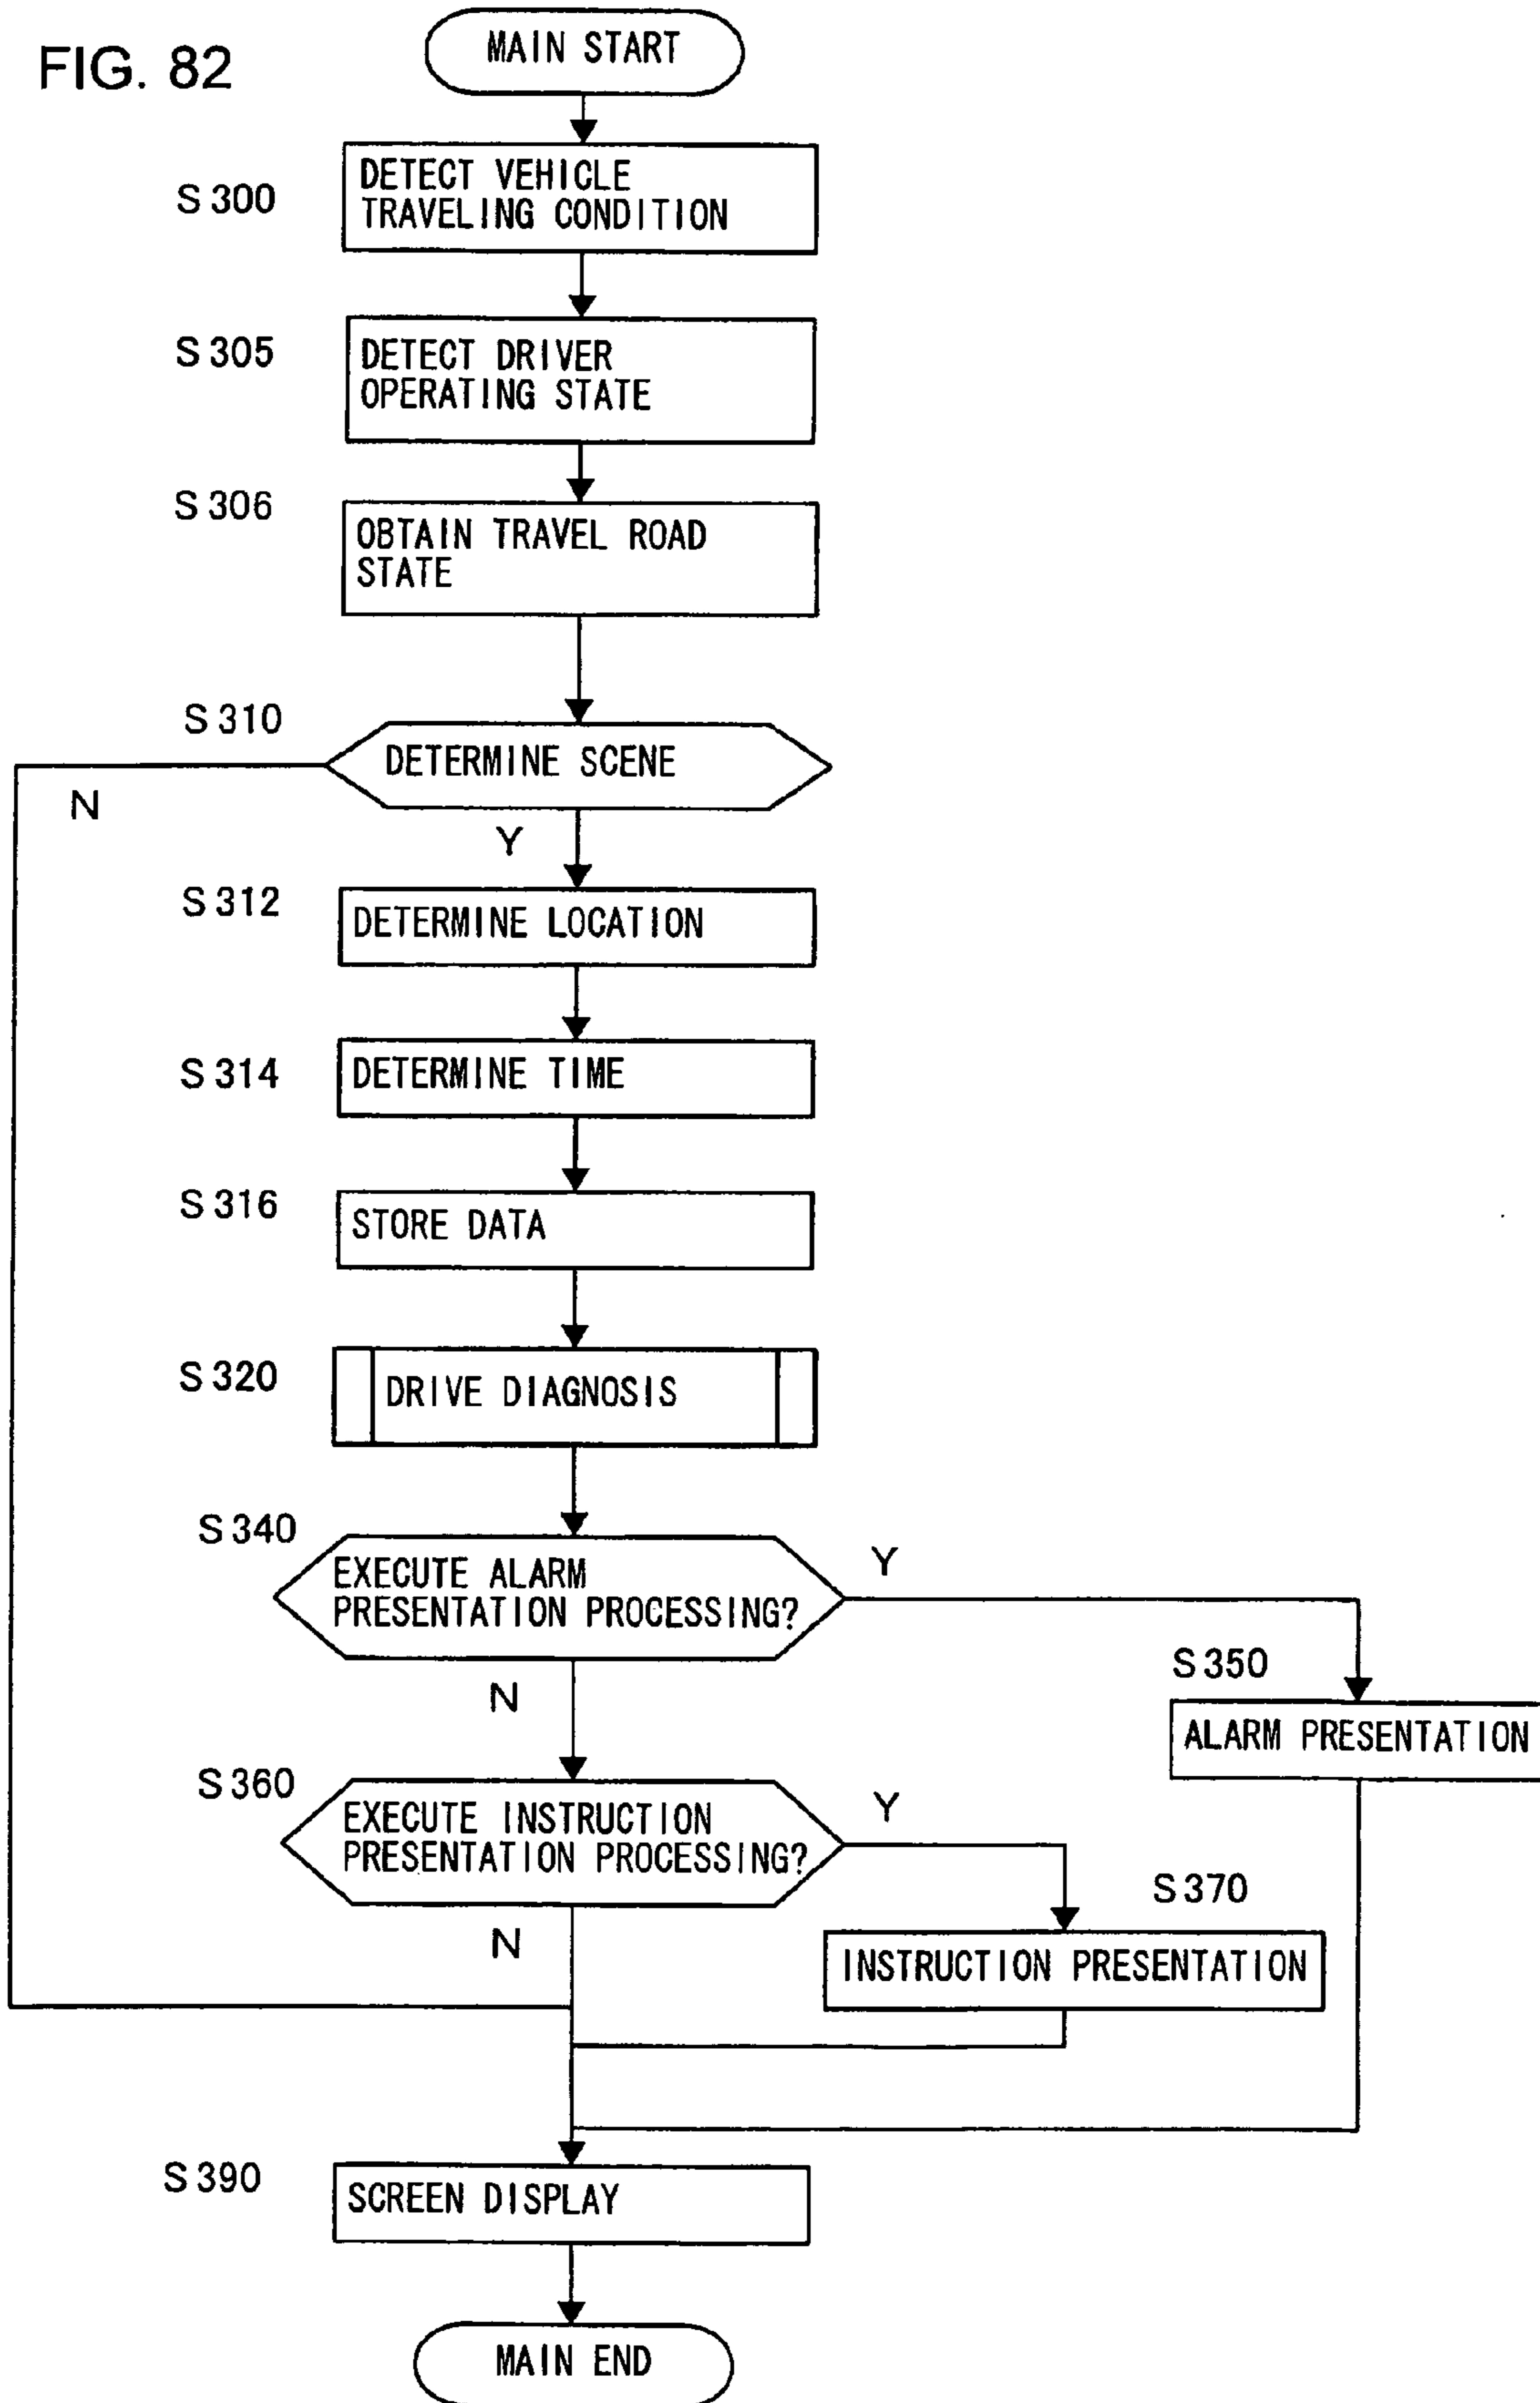 FIG. 82
MAIN START
S300
DETECT VEHICLE
TRAVELING CONDITION
S305
DETECT DRIVER
OPERATING STATE
S306
OBTAIN TRAVEL ROAD
STATE
S310
DETERMINE SCENE
N
Y
S312
DETERMINE LOCATION
S314
DETERMINE TIME
S316
STORE DATA
S320
DRIVE DIAGNOSIS
S340
EXECUTE ALARM
PRESENTATION PROCESSING?
Y
N
S350
ALARM PRESENTATION
S360
EXECUTE INSTRUCTION
PRESENTATION PROCESSING?
Y
N
S370
INSTRUCTION PRESENTATION
S390
SCREEN DISPLAY
MAIN END